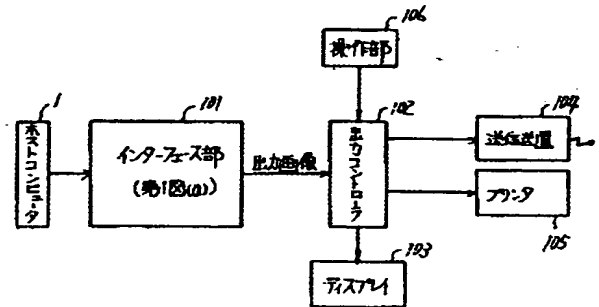 106
操作部
1
ホストコンピュータ
101
インターフェース部
(第1図(a))
出力画像
102
出力コントローラ
104
送信装置
プリンタ
105
103
ディスプレイ